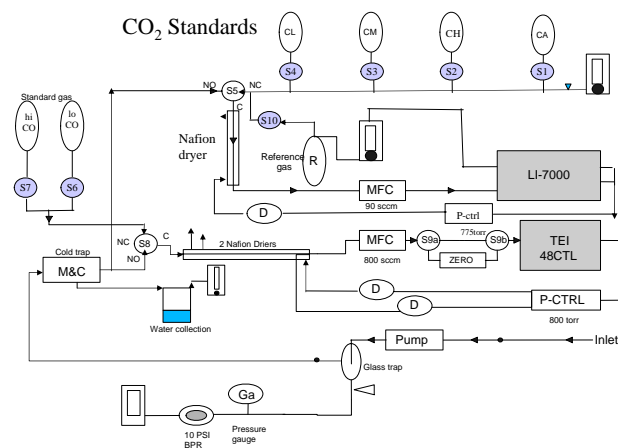 CO2 Standards
CL
CM
CH
CA
S4
S3
S2
S1
NO
S5
NC
C
S10
Standard gas
hi
CO
lo
CO
Nafion
dryer
Reference
gas
R
LI-7000
MFC
90 sccm
P-ctrl
D
S7
S6
NC
S8
C
NO
2 Nafion Driers
MFC
800 sccm
S9a
775torr
S9b
ZERO
TEI
48CTL
Cold trap
M&C
Water collection
D
D
P-CTRL
800 torr
Pump
Inlet
Glass trap
Ga
Pressure
gauge
10 PSI
BPR